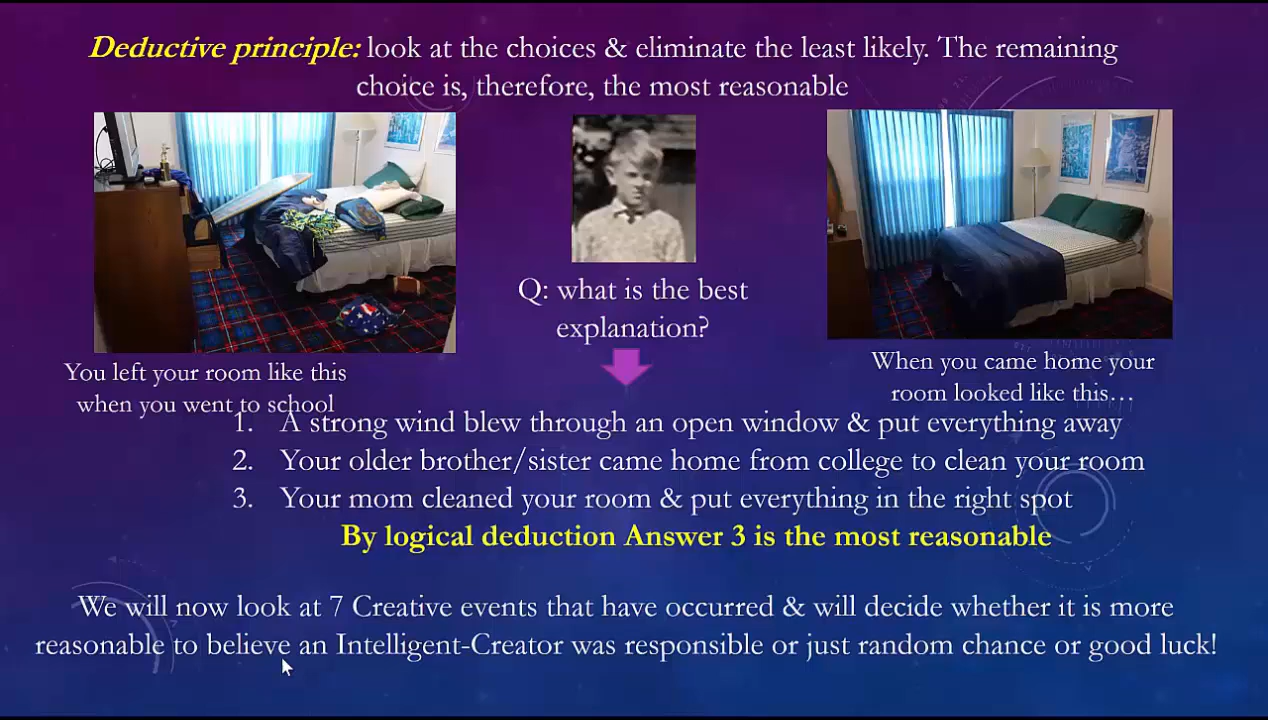 Deductive principle: look at the choices & eliminate the least likely. The remaining
choice is, therefore, the most reasonable
Q: what is the best
explanation?
You left your room like this
when you went to school
When you came home your
room looked like this…
1. A strong wind blew through an open window & put everything away
2. Your older brother/sister came home from college to clean your room
3. Your mom cleaned your room & put everything in the right spot
By logical deduction Answer 3 is the most reasonable
We will now look at 7 Creative events that have occurred & will decide whether it is more
reasonable to believe an Intelligent-Creator was responsible or just random chance or good luck!